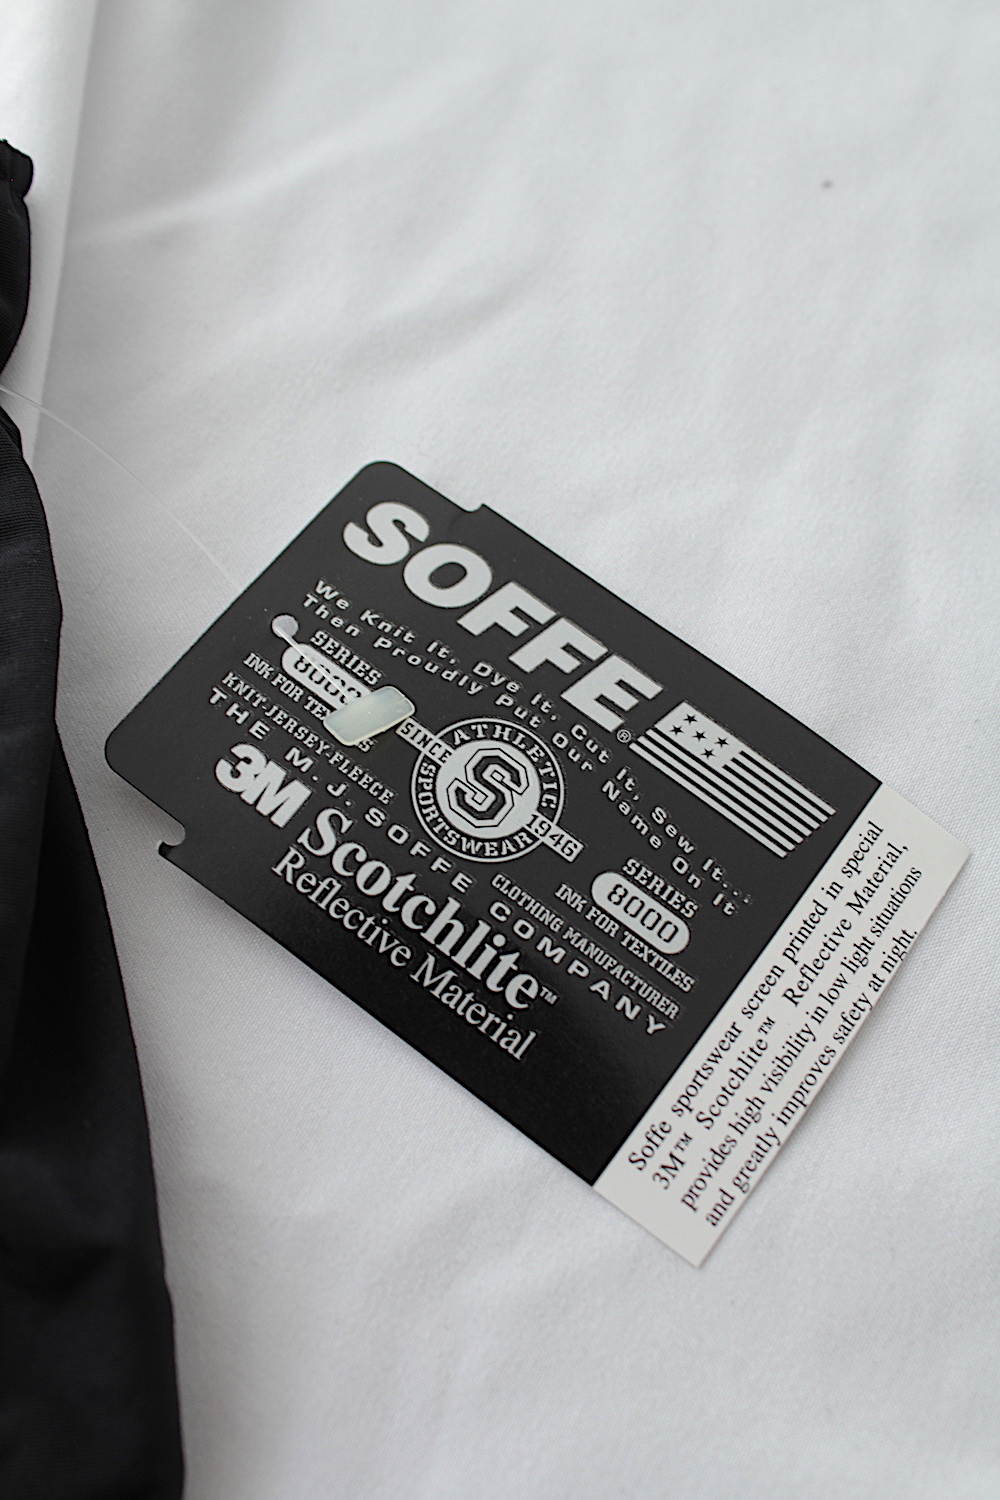 SOFFE®
We Knit It, Dye It, Cut It, Sew It...
Then Proudly Put Our Name On It
SERIES
8000
INK FOR
KNIT-JERSEY-FLEECE
SINCE
ATHLETIC
S
SPORTSWEAR
1946
SERIES
8000
INK FOR TEXTILES
CLOTHING MANUFACTURER
THE M.J. SOFFE COMPANY
3M Scotchlite™
Reflective Material
Soffe sportswear screen printed in special
3M™ Scotchlite™ Reflective Material,
provides high visibility in low light situations
and greatly improves safety at night.